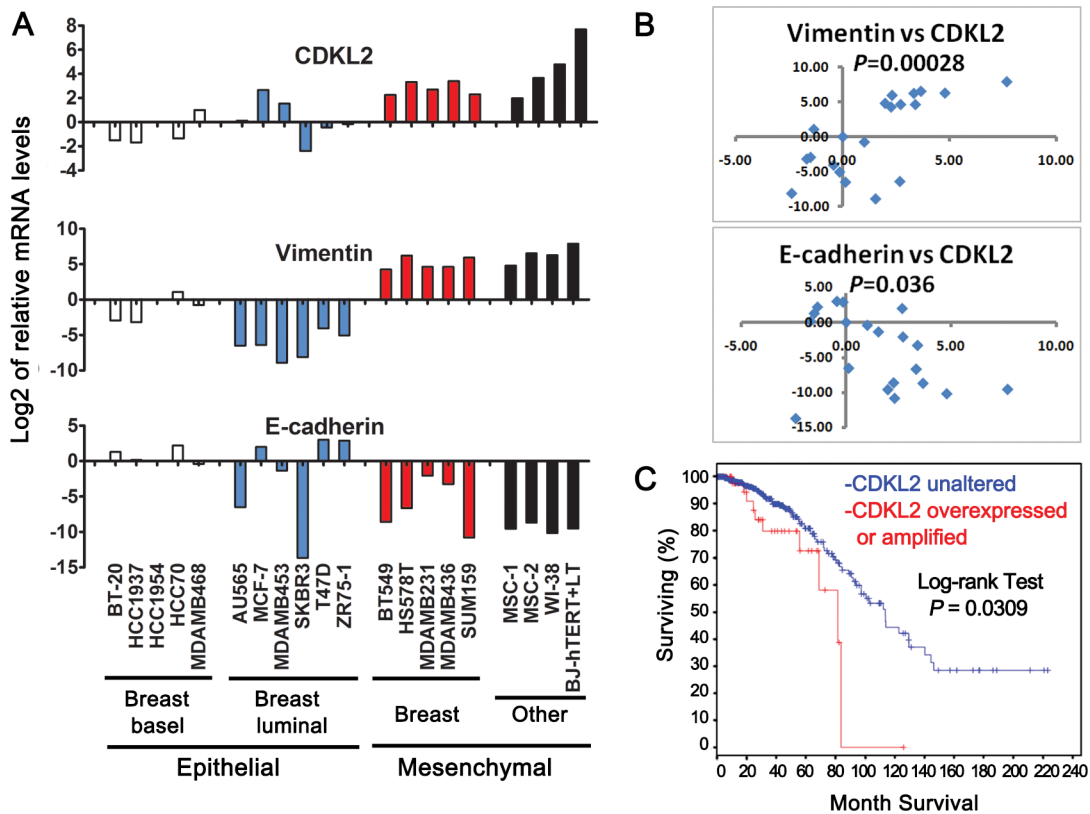 A
CDKL2
8
6
4
2
0
-2
-4
Vimentin
10
5
0
-5
-10
E-cadherin
5
0
-5
-10
-15
Log2 of relative mRNA levels
BT-20
HCC1937
HCC1954
HCC70
MDAMB468
AU565
MCF-7
MDAMB453
SKBR3
T47D
ZR75-1
BT549
HS578T
MDAMB231
MDAMB436
SUM159
MSC-1
MSC-2
WI-38
BJ-hTERT+LT
Breast
basel
Breast
luminal
Breast
Other
Epithelial
Mesenchymal
B
Vimentin vs CDKL2
P=0.00028
10.00
5.00
0.00
-5.00
-10.00
-5.00 0.00 5.00 10.00
E-cadherin vs CDKL2
P=0.036
5.00
0.00
-5.00
-10.00
-15.00
-5.00 0.00 5.00 10.00
C
-CDKL2 unaltered
-CDKL2 overexpressed
or amplified
Log-rank Test
P = 0.0309
Surviving (%)
100
90
80
70
60
50
40
30
20
10
0
0 20 40 60 80 100 120 140 160 180 200 220 240
Month Survival